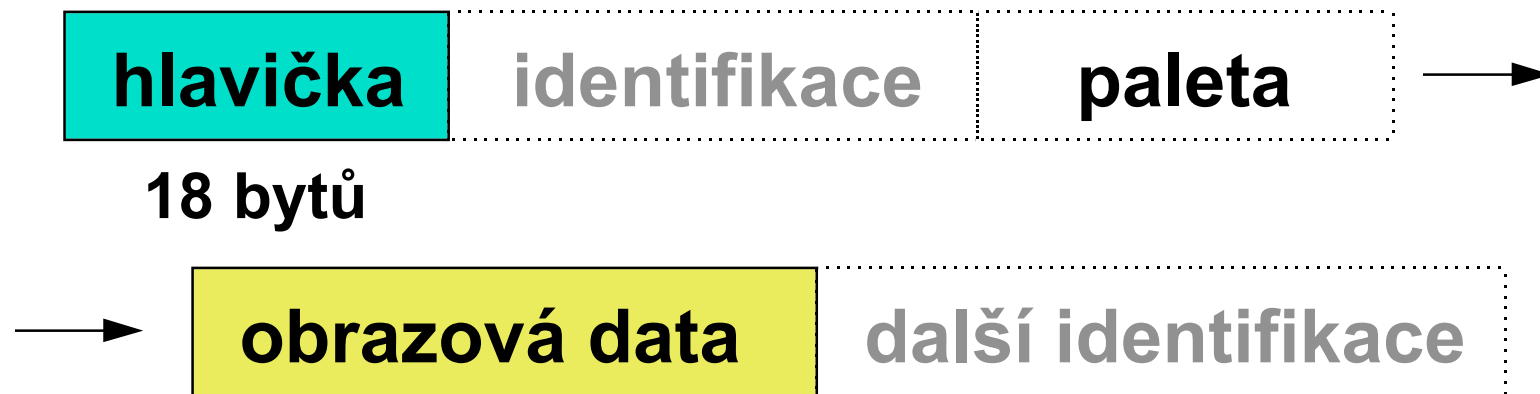 hlavička identifikace paleta
18 bytů
obrazová data další identifikace